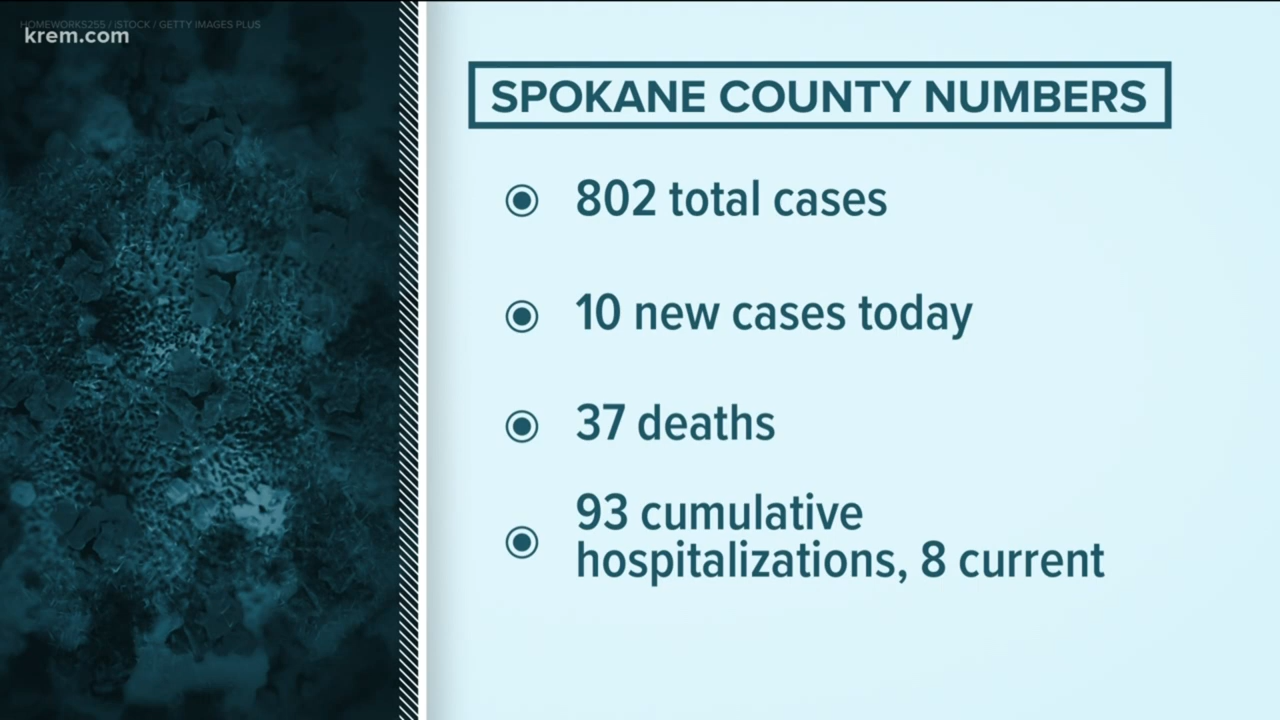 HOMEWORKS255 / ISTOCK / GETTY IMAGES PLUS
krem.com
SPOKANE COUNTY NUMBERS
802 total cases
10 new cases today
37 deaths
93 cumulative
hospitalizations, 8 current